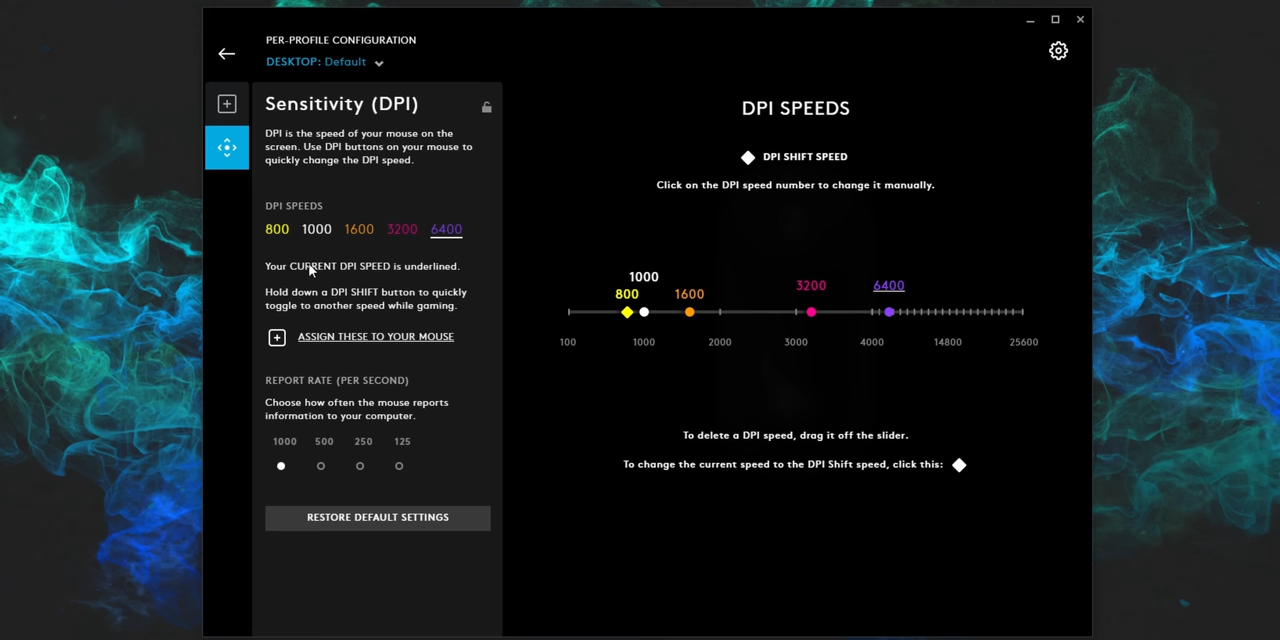 PER-PROFILE CONFIGURATION
DESKTOP: Default
Sensitivity (DPI)
DPI is the speed of your mouse on the
screen. Use DPI buttons on your mouse to
quickly change the DPI speed.
DPI SPEEDS
800 1000 1600 3200 6400
Your CURRENT DPI SPEED is underlined.
Hold down a DPI SHIFT button to quickly
toggle to another speed while gaming.
ASSIGN THESE TO YOUR MOUSE
REPORT RATE (PER SECOND)
Choose how often the mouse reports
information to your computer.
1000 500 250 125
RESTORE DEFAULT SETTINGS
DPI SPEEDS
DPI SHIFT SPEED
Click on the DPI speed number to change it manually.
1000
800 1600 3200 6400
100 1000 2000 3000 4000 14800 25600
To delete a DPI speed, drag it off the slider.
To change the current speed to the DPI Shift speed, click this: